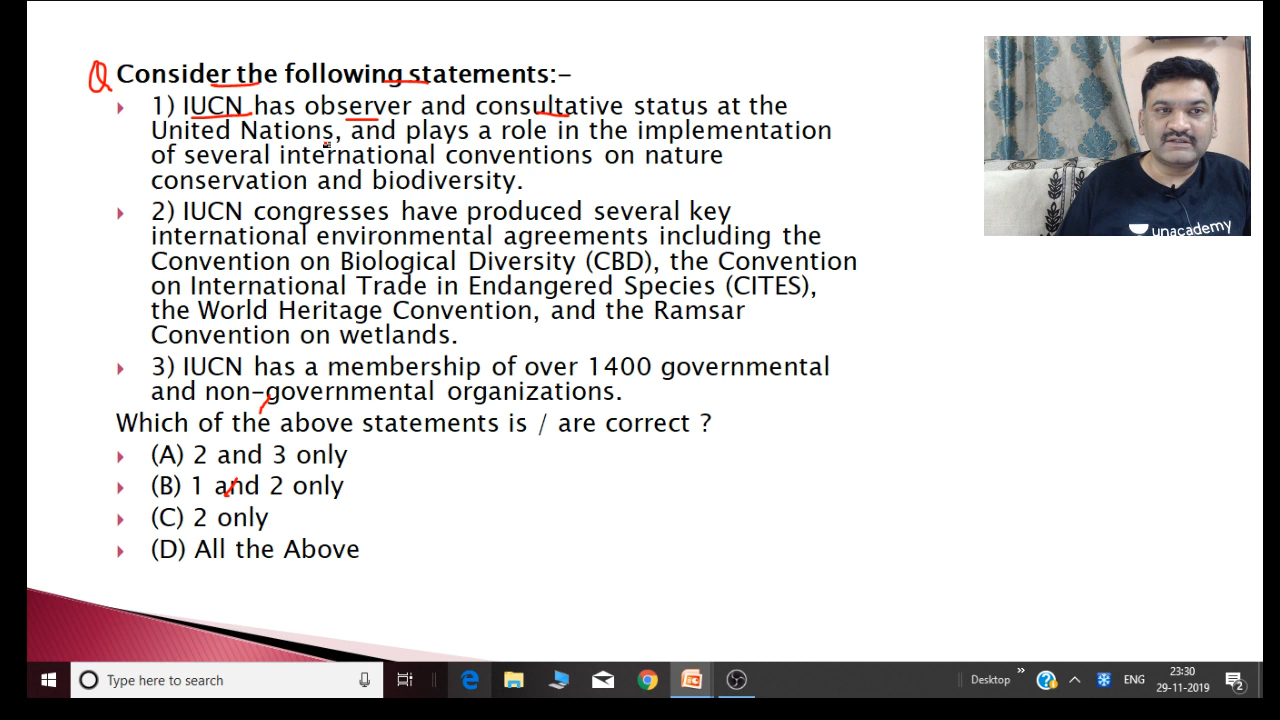 Q Consider the following statements:-
1) IUCN has observer and consultative status at the
United Nations, and plays a role in the implementation
of several international conventions on nature
conservation and biodiversity.
2) IUCN congresses have produced several key
international environmental agreements including the
Convention on Biological Diversity (CBD), the Convention
on International Trade in Endangered Species (CITES),
the World Heritage Convention, and the Ramsar
Convention on wetlands.
3) IUCN has a membership of over 1400 governmental
and non-governmental organizations.
Which of the above statements is / are correct ?
(A) 2 and 3 only
(B) 1 and 2 only
(C) 2 only
(D) All the Above
unacademy
Type here to search
Desktop
ENG
23:30
29-11-2019
2